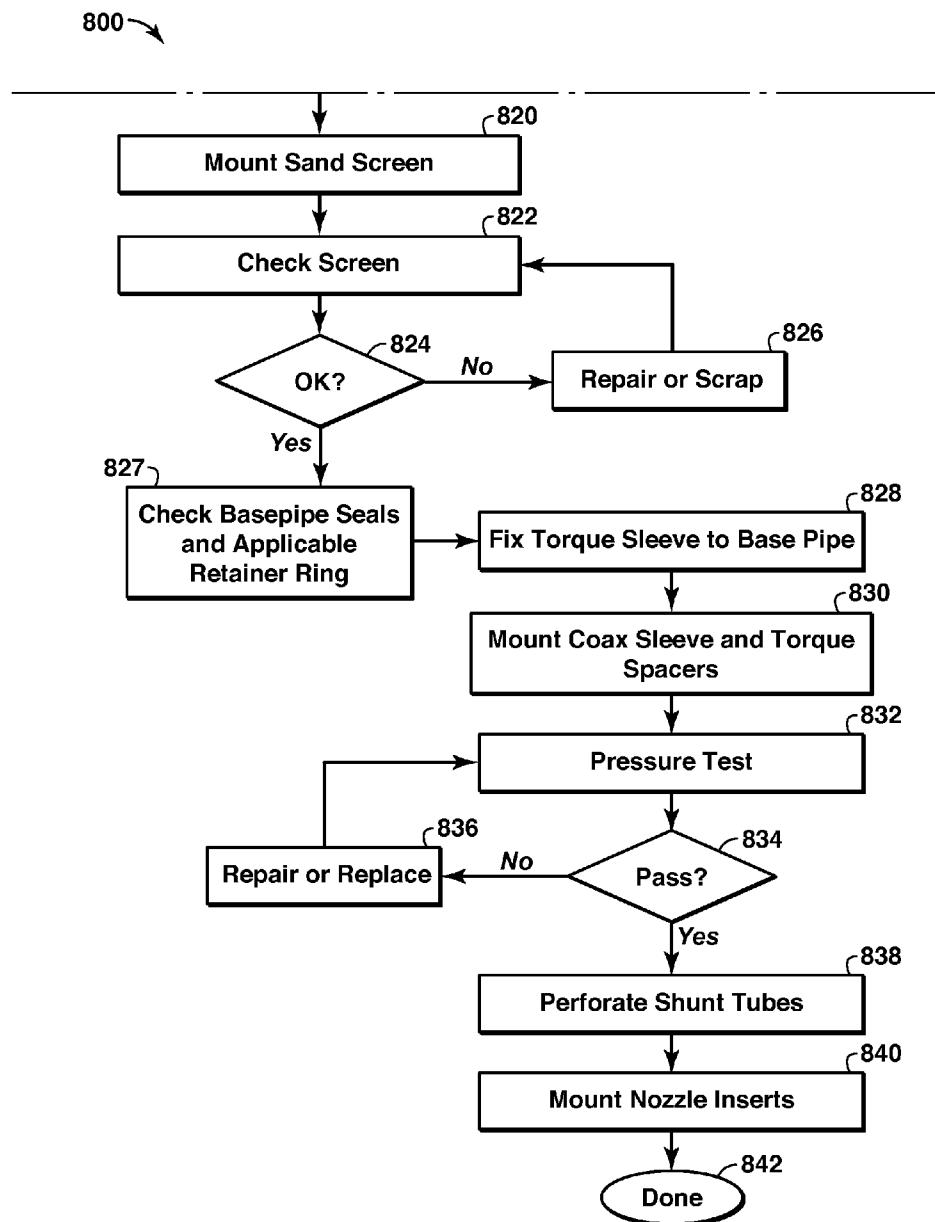 800
820
Mount Sand Screen
822
Check Screen
824
OK?
No
826
Repair or Scrap
Yes
827
Check Basepipe Seals
and Applicable
Retainer Ring
828
Fix Torque Sleeve to Base Pipe
830
Mount Coax Sleeve and Torque
Spacers
832
Pressure Test
834
Pass?
No
836
Repair or Replace
Yes
838
Perforate Shunt Tubes
840
Mount Nozzle Inserts
842
Done